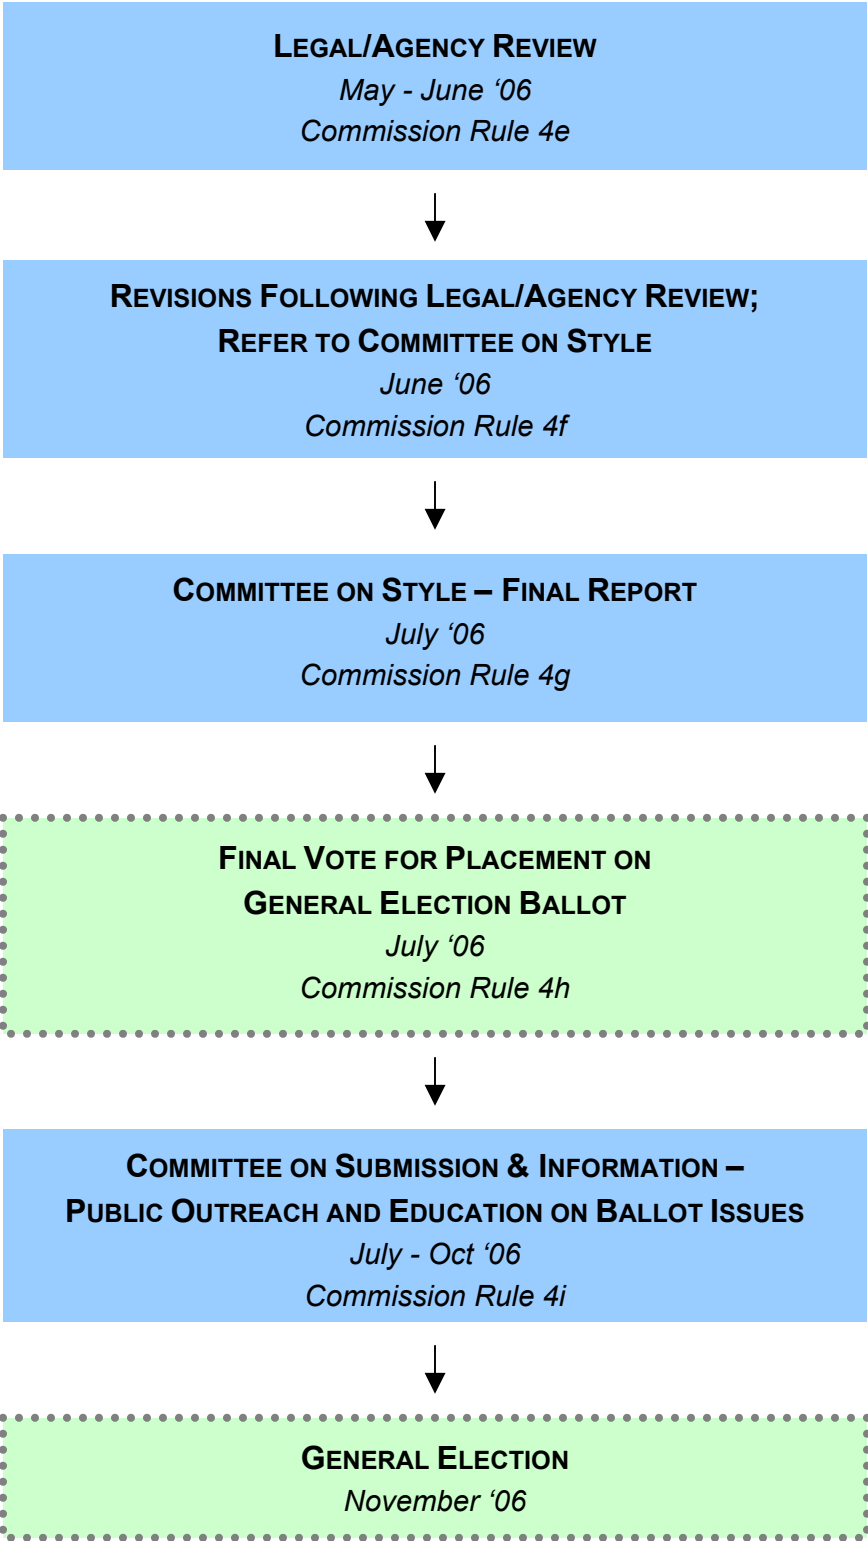 LEGAL/AGENCY REVIEW
May - June ‘06
Commission Rule 4e
REVISIONS FOLLOWING LEGAL/AGENCY REVIEW;
REFER TO COMMITTEE ON STYLE
June ‘06
Commission Rule 4f
COMMITTEE ON STYLE – FINAL REPORT
July ‘06
Commission Rule 4g
FINAL VOTE FOR PLACEMENT ON
GENERAL ELECTION BALLOT
July ‘06
Commission Rule 4h
COMMITTEE ON SUBMISSION & INFORMATION –
PUBLIC OUTREACH AND EDUCATION ON BALLOT ISSUES
July - Oct ‘06
Commission Rule 4i
GENERAL ELECTION
November ‘06